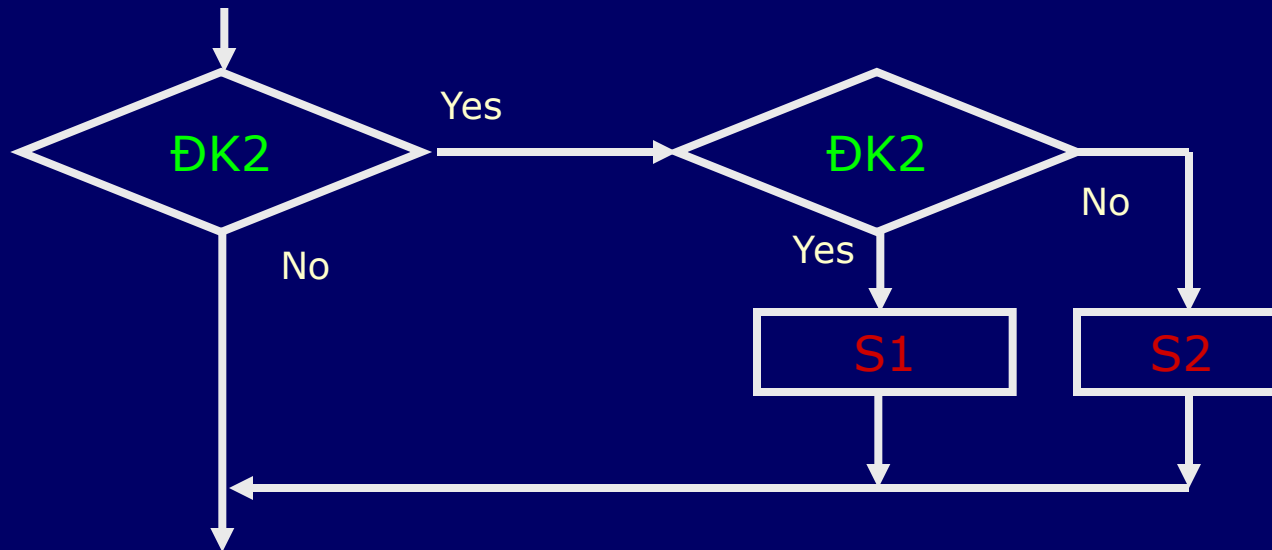 Yes
ĐK2
ĐK2
No
Yes
No
S1
S2